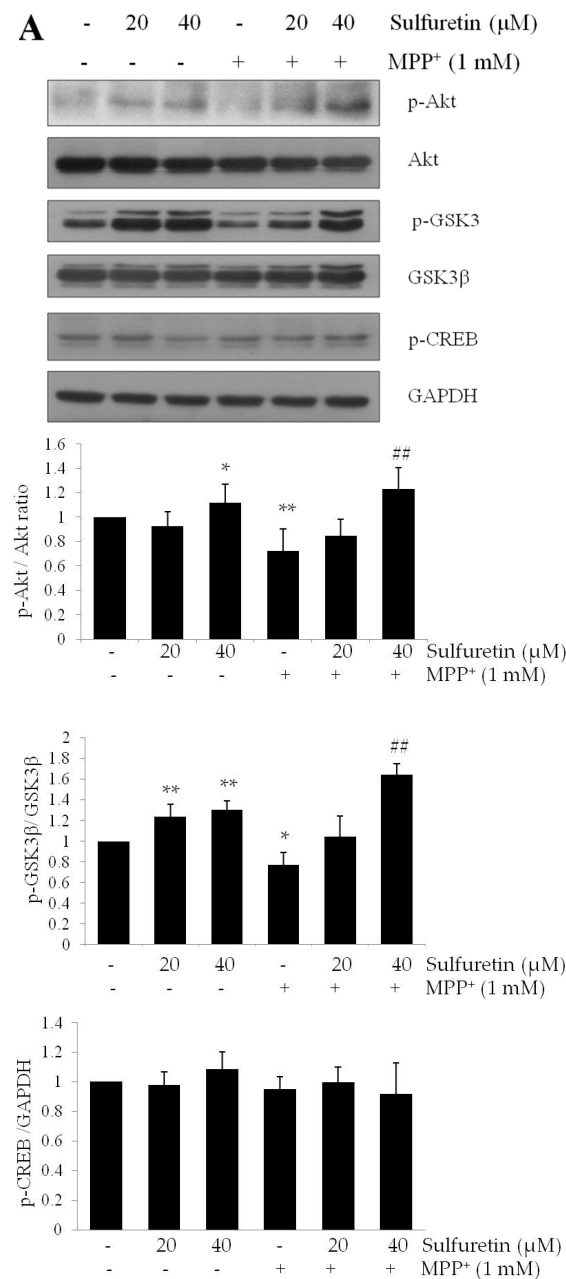 A
- 20 40 - 20 40 Sulfuretin (µM)
- - - + + + MPP⁺ (1 mM)
p-Akt
Akt
p-GSK3
GSK3β
p-CREB
GAPDH
p-Akt / Akt ratio
1.6
1.4
1.2
1
0.8
0.6
0.4
0.2
0
*
**
##
- 20 40 - 20 40 Sulfuretin (µM)
- - - + + + MPP⁺ (1 mM)
p-GSK3β/ GSK3β
2
1.8
1.6
1.4
1.2
1
0.8
0.6
0.4
0.2
0
**
**
*
##
- 20 40 - 20 40 Sulfuretin (µM)
- - - + + + MPP⁺ (1 mM)
p-CREB /GAPDH
1.4
1.2
1
0.8
0.6
0.4
0.2
0
- 20 40 - 20 40 Sulfuretin (µM)
- - - + + + MPP⁺ (1 mM)